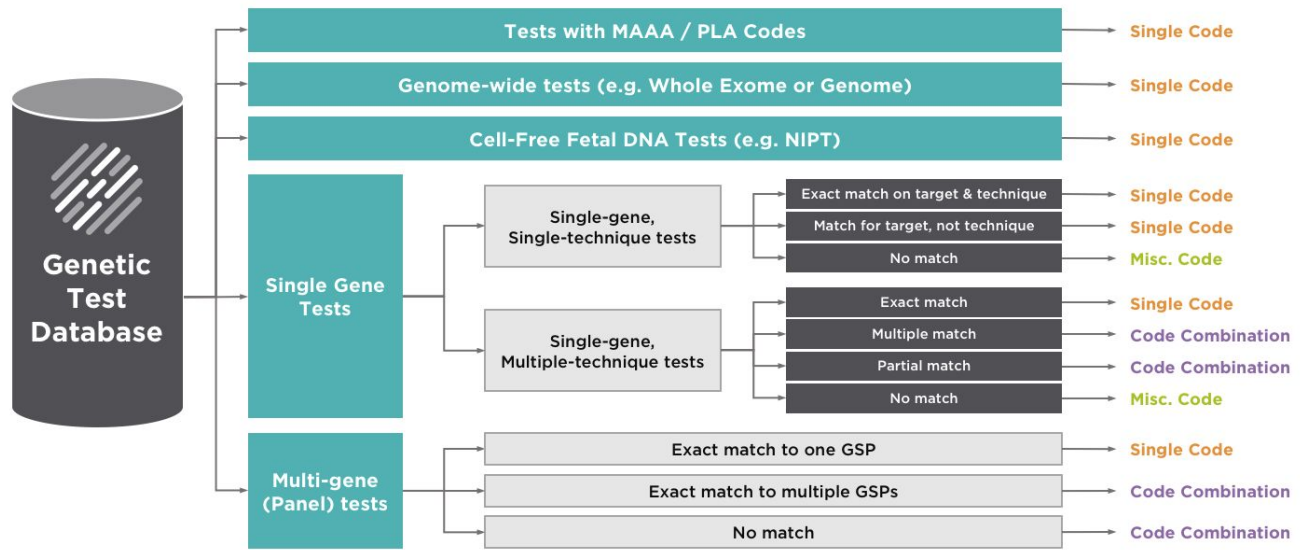 Tests with MAAA / PLA Codes
Single Code
Genome-wide tests (e.g. Whole Exome or Genome)
Single Code
Cell-Free Fetal DNA Tests (e.g. NIPT)
Single Code
Genetic
Test
Database
Single Gene
Tests
Single-gene,
Single-technique tests
Exact match on target & technique
Single Code
Match for target, not technique
Single Code
No match
Misc. Code
Single-gene,
Multiple-technique tests
Exact match
Single Code
Multiple match
Code Combination
Partial match
Code Combination
No match
Misc. Code
Multi-gene
(Panel) tests
Exact match to one GSP
Single Code
Exact match to multiple GSPs
Code Combination
No match
Code Combination